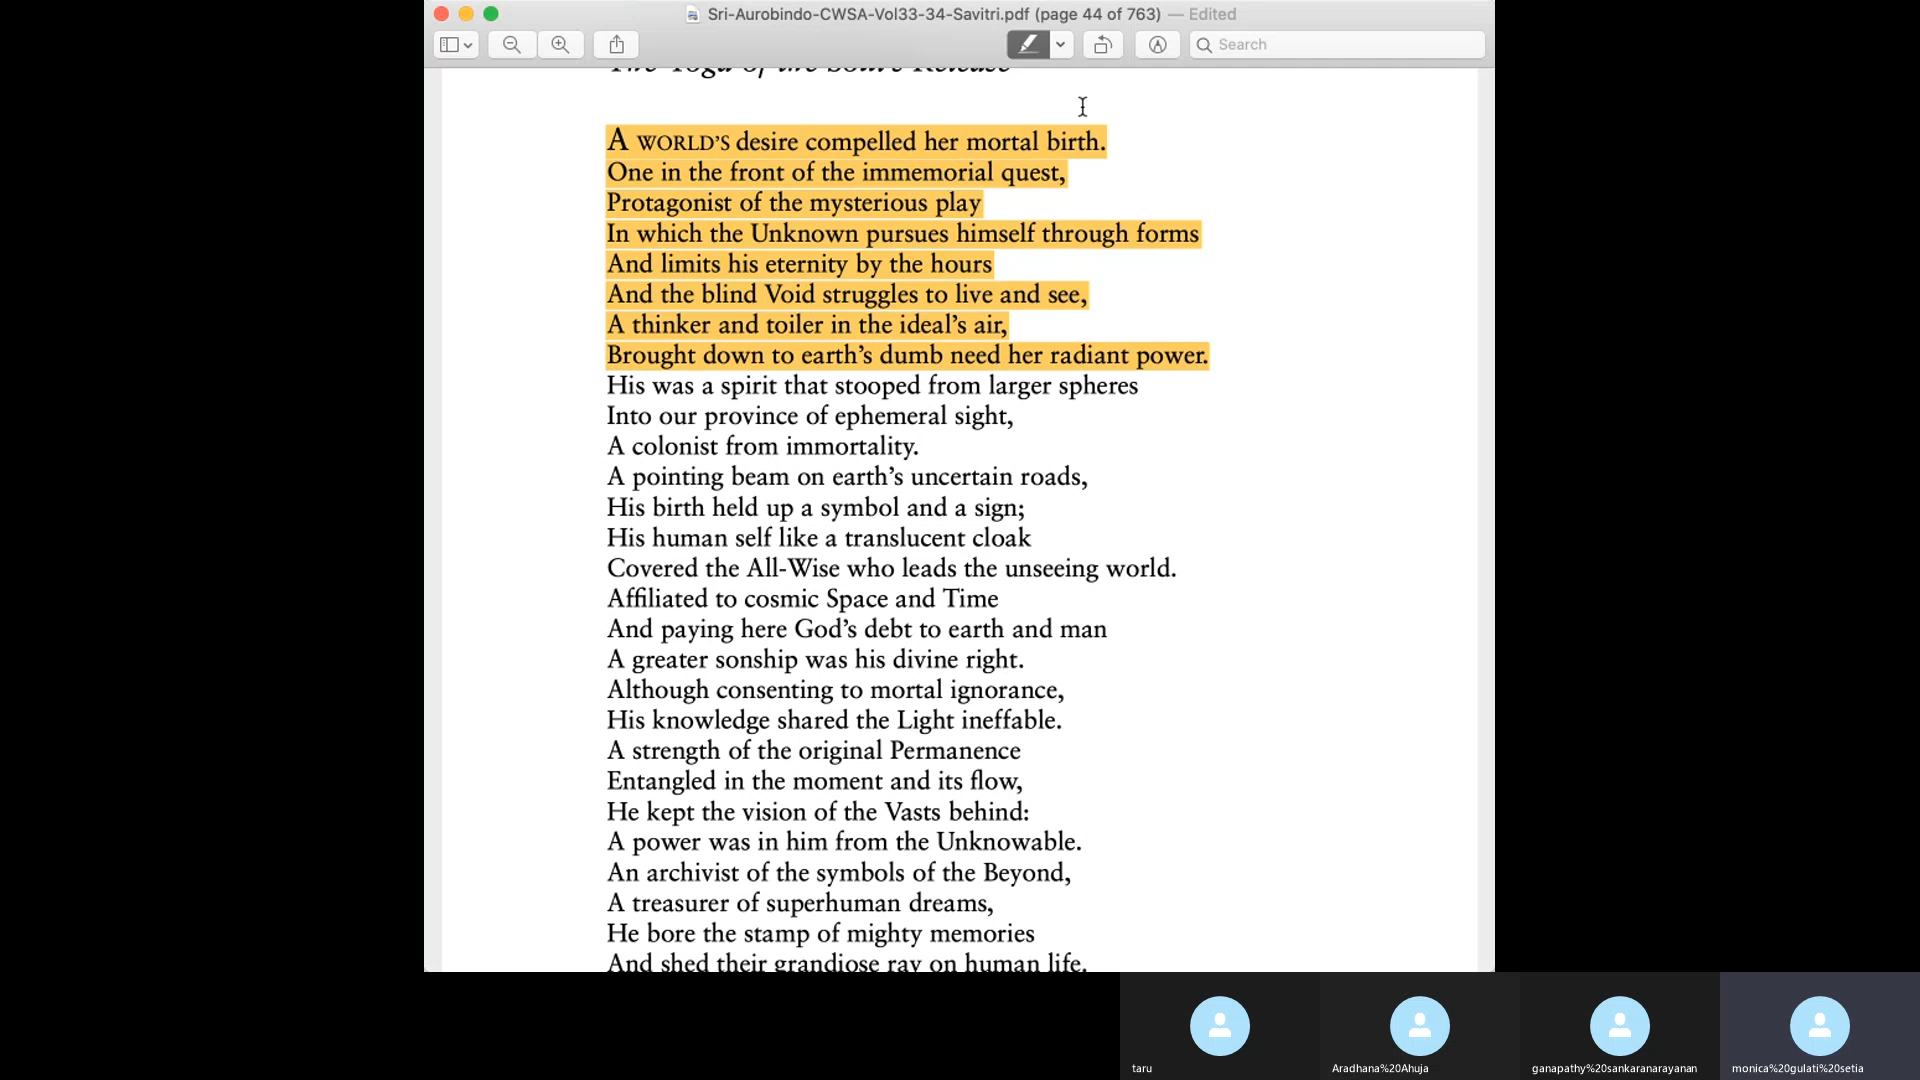 Sri-Aurobindo-CWSA-Vol33-34-Savitri.pdf (page 44 of 763) — Edited
Search
The Yoga of the Soul's Release
A WORLD'S desire compelled her mortal birth.
One in the front of the immemorial quest,
Protagonist of the mysterious play
In which the Unknown pursues himself through forms
And limits his eternity by the hours
And the blind Void struggles to live and see,
A thinker and toiler in the ideal's air,
Brought down to earth's dumb need her radiant power.
His was a spirit that stooped from larger spheres
Into our province of ephemeral sight,
A colonist from immortality.
A pointing beam on earth's uncertain roads,
His birth held up a symbol and a sign;
His human self like a translucent cloak
Covered the All-Wise who leads the unseeing world.
Affiliated to cosmic Space and Time
And paying here God's debt to earth and man
A greater sonship was his divine right.
Although consenting to mortal ignorance,
His knowledge shared the Light ineffable.
A strength of the original Permanence
Entangled in the moment and its flow,
He kept the vision of the Vasts behind:
A power was in him from the Unknowable.
An archivist of the symbols of the Beyond,
A treasurer of superhuman dreams,
He bore the stamp of mighty memories
And shed their grandiose ray on human life.
taru
Aradhana%20Ahuja
ganapathy%20sankaranarayanan
monica%20gulati%20setia